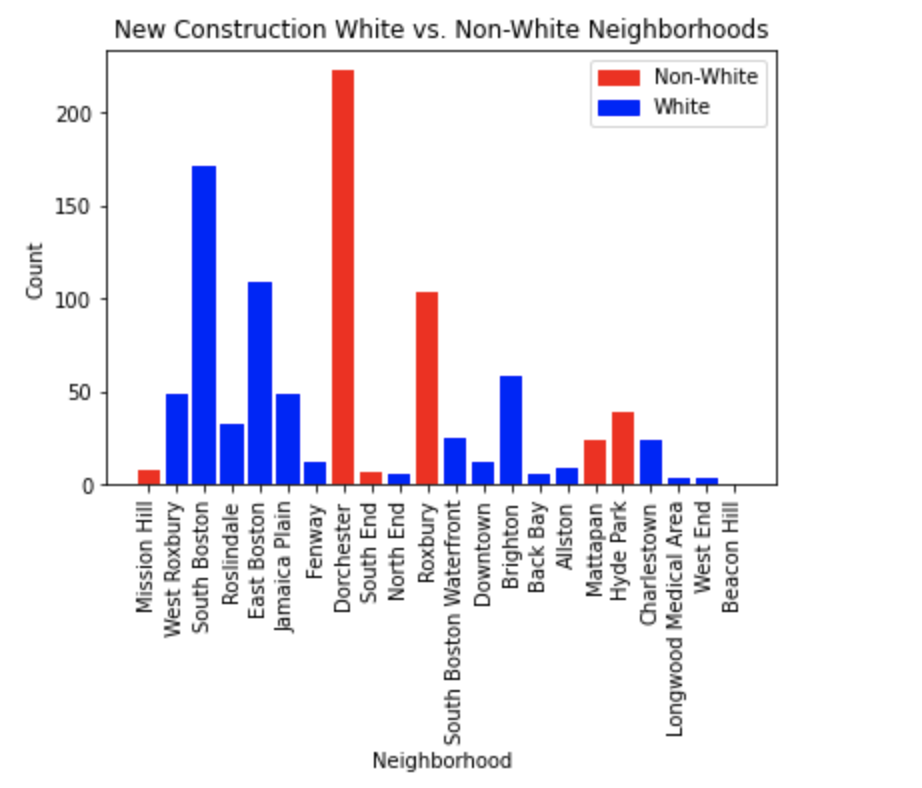 New Construction White vs. Non-White Neighborhoods
Non-White
White
200
150
100
50
0
Count
Mission Hill
West Roxbury
South Boston
Roslindale
East Boston
Jamaica Plain
Fenway
Dorchester
South End
North End
Roxbury
South Boston Waterfront
Downtown
Brighton
Back Bay
Allston
Mattapan
Hyde Park
Charlestown
Longwood Medical Area
West End
Beacon Hill
Neighborhood